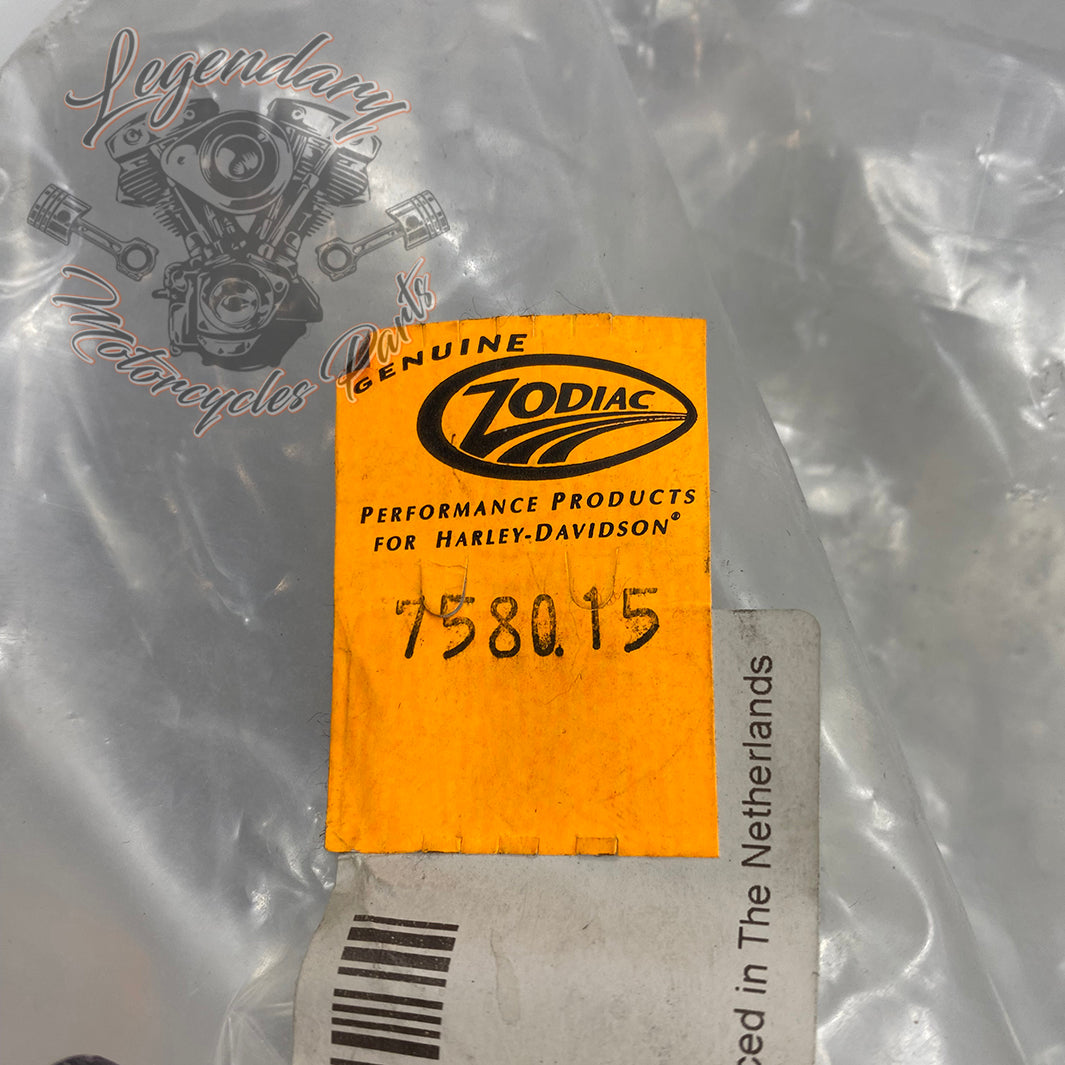 Legendary
Motorcycles Parts
GENUINE
ZODIAC
PERFORMANCE PRODUCTS
FOR HARLEY-DAVIDSON®
7580.15
ced in The Netherlands